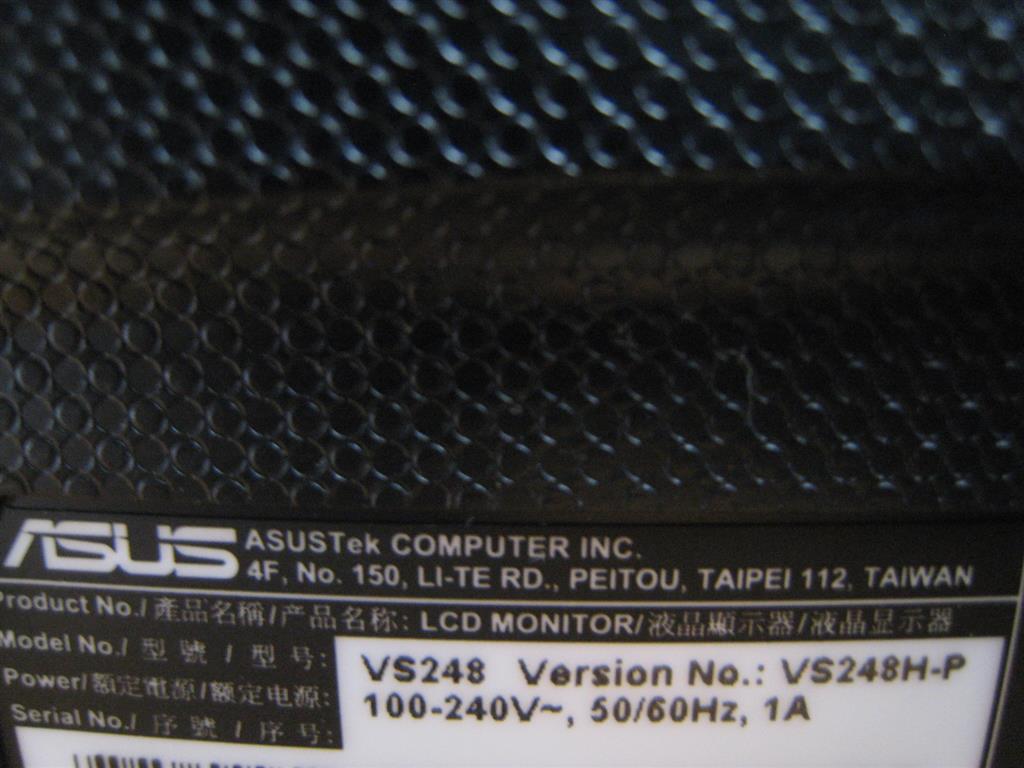 ASUS ASUSTek COMPUTER INC.
4F, No. 150, LI-TE RD., PEITOU, TAIPEI 112, TAIWAN
Product No./產品名稱/产品名称: LCD MONITOR/液晶顯示器/液晶显示器
Model No./ 型 號 / 型 号: VS248 Version No.: VS248H-P
Power/額定電源/额定电源: 100-240V~, 50/60Hz, 1A
Serial No./ 序 號 / 序 号: